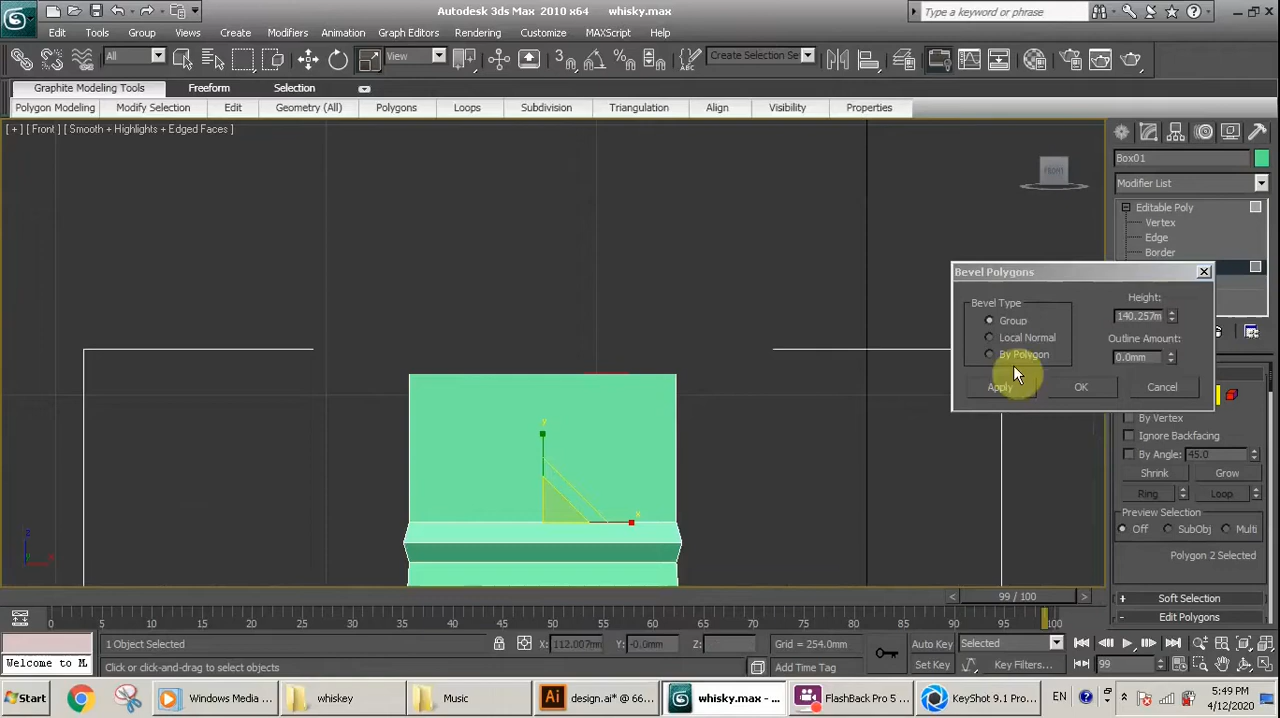 Autodesk 3ds Max 2010 x64 whisky.max
Type a keyword or phrase
Edit Tools Group Views Create Modifiers Animation Graph Editors Rendering Customize MAXScript Help
All View Create Selection Se
Graphite Modeling Tools Freeform Selection
Polygon Modeling Modify Selection Edit Geometry (All) Polygons Loops Subdivision Triangulation Align Visibility Properties
[ + ] [ Front ] [ Smooth + Highlights + Edged Faces ]
FRONT
Box01
Modifier List
Editable Poly
Vertex
Edge
Border
Bevel Polygons
Bevel Type
Group
Local Normal
By Polygon
Height:
140.257m
Outline Amount:
0.0mm
Apply OK Cancel
By Vertex
Ignore Backfacing
By Angle: 45.0
Shrink Grow
Ring Loop
Preview Selection
Off SubObj Multi
Polygon 2 Selected
Soft Selection
Edit Polygons
y
x
z
99 / 100
0 5 10 15 20 25 30 35 40 45 50 55 60 65 70 75 80 85 90 95 100
1 Object Selected X: 112.007m Y: -0.0mm Z: Grid = 254.0mm Auto Key Selected
Welcome to M. Click or click-and-drag to select objects Add Time Tag Set Key Key Filters... 99
Start Windows Media ... whiskey Music design.ai* @ 66... whisky.max - ... FlashBack Pro 5 ... KeyShot 9.1 Pro ... EN 5:49 PM
4/12/2020